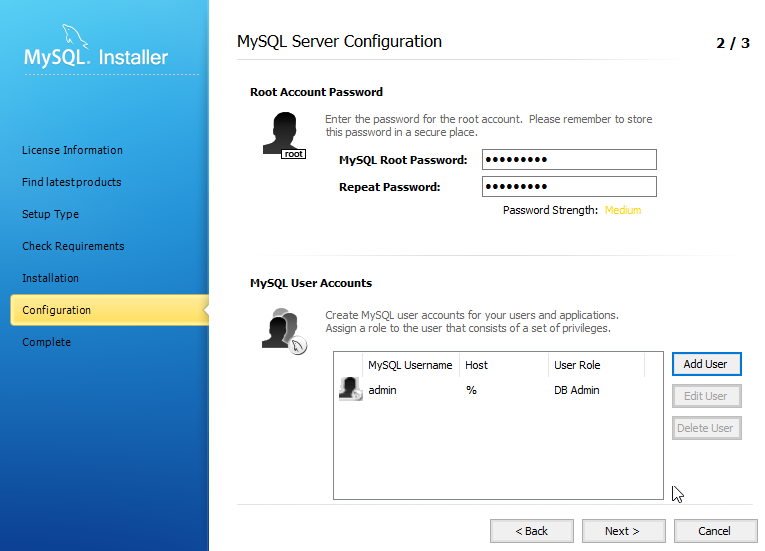 MySQL. Installer
License Information
Find latest products
Setup Type
Check Requirements
Installation
Configuration
Complete
MySQL Server Configuration
2 / 3
Root Account Password
Enter the password for the root account. Please remember to store
this password in a secure place.
root
MySQL Root Password: •••••••••
Repeat Password: •••••••••
Password Strength: Medium
MySQL User Accounts
Create MySQL user accounts for your users and applications.
Assign a role to the user that consists of a set of privileges.
MySQL Username Host User Role
admin % DB Admin
Add User
Edit User
Delete User
< Back Next > Cancel